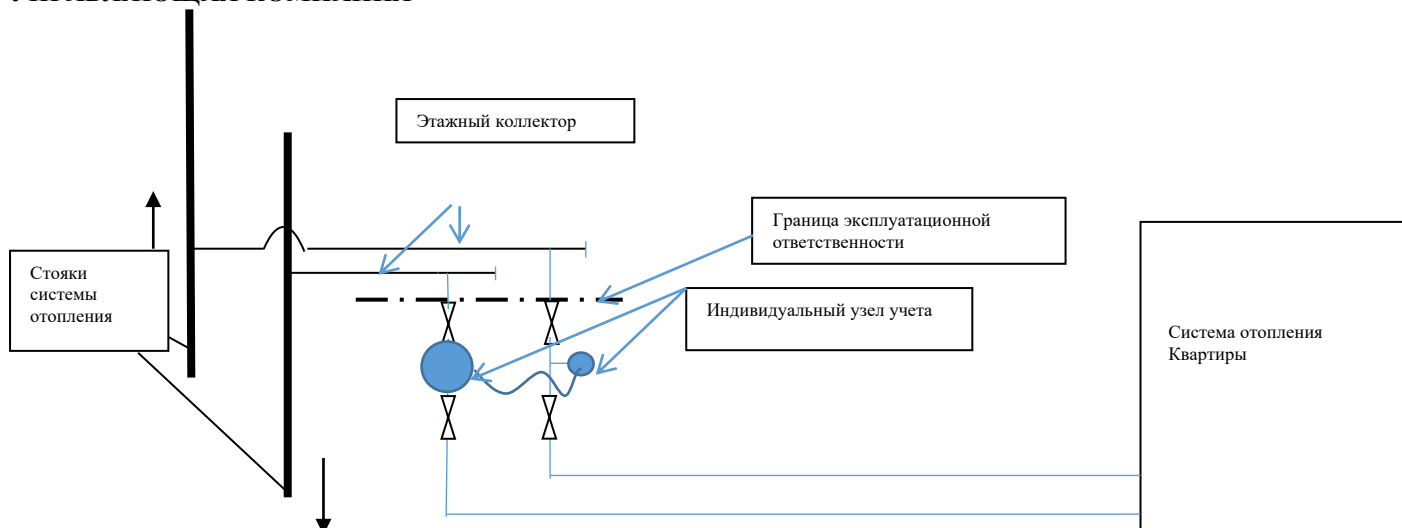 Этажный коллектор
Граница эксплуатационной
ответственности
Стояки
системы
отопления
Индивидуальный узел учета
Система отопления
Квартиры